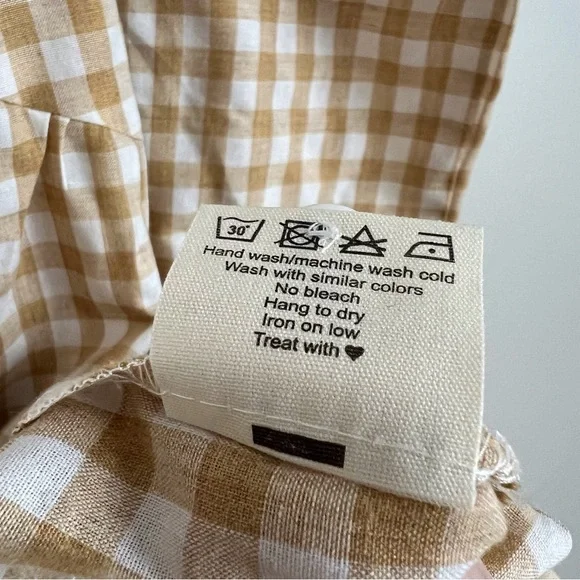 30°
Hand wash/machine wash cold
Wash with similar colors
No bleach
Hang to dry
Iron on low
Treat with ♥